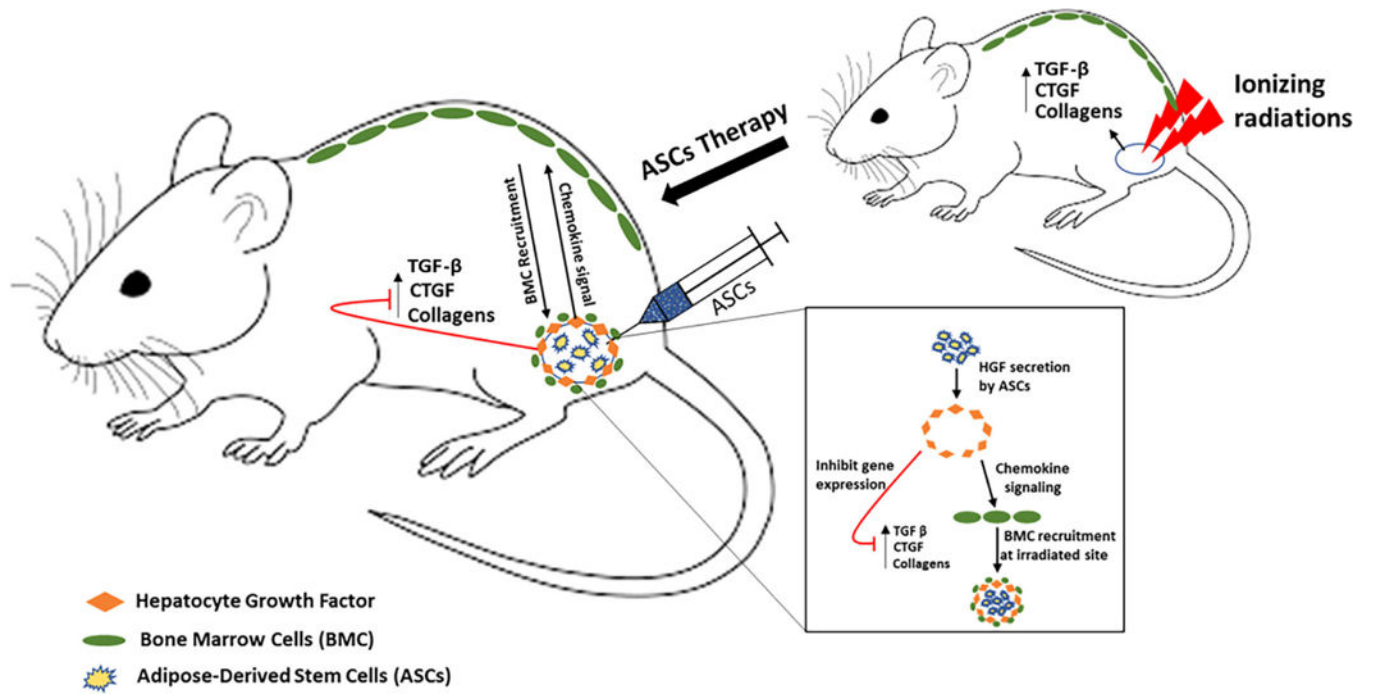 TGF-β
CTGF
Collagens
Ionizing
radiations
ASCs Therapy
BMC Recruitment
Chemokine signal
TGF-β
CTGF
Collagens
ASCs
HGF secretion
by ASCs
Inhibit gene
expression
Chemokine
signaling
TGF β
CTGF
Collagens
BMC recruitment
at irradiated site
Hepatocyte Growth Factor
Bone Marrow Cells (BMC)
Adipose-Derived Stem Cells (ASCs)